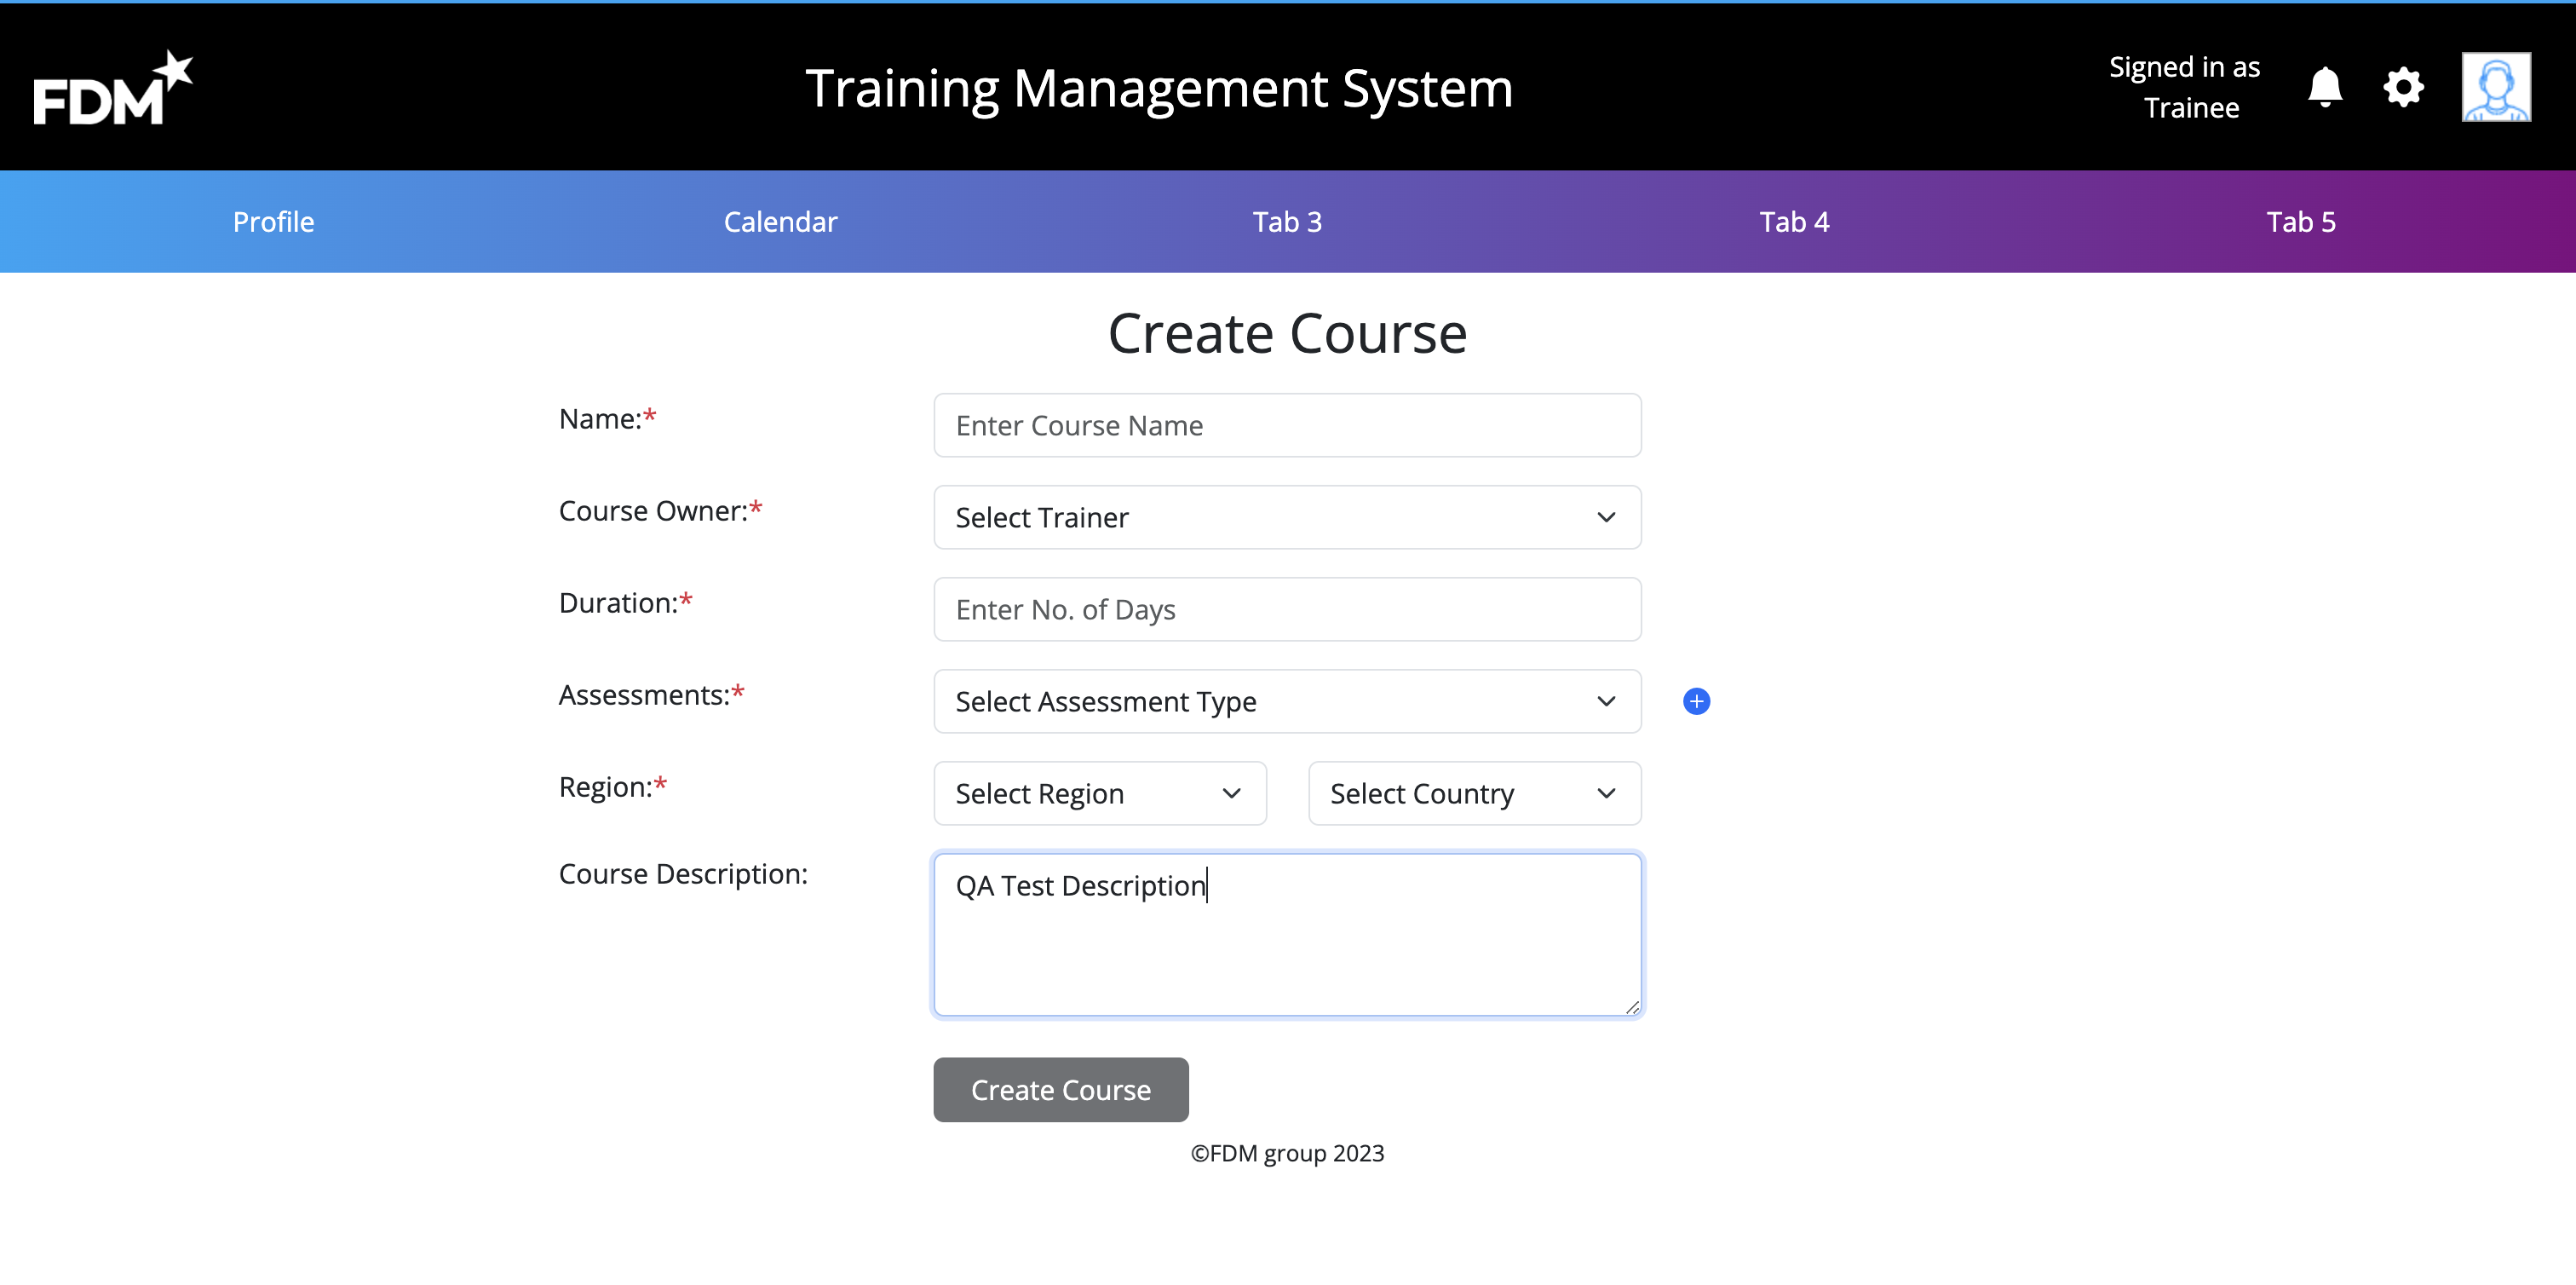 FDM
Training Management System
Signed in as
Trainee
Profile
Calendar
Tab 3
Tab 4
Tab 5
Create Course
Name:*
Enter Course Name
Course Owner:*
Select Trainer
Duration:*
Enter No. of Days
Assessments:*
Select Assessment Type
Region:*
Select Region
Select Country
Course Description:
QA Test Description
Create Course
©FDM group 2023